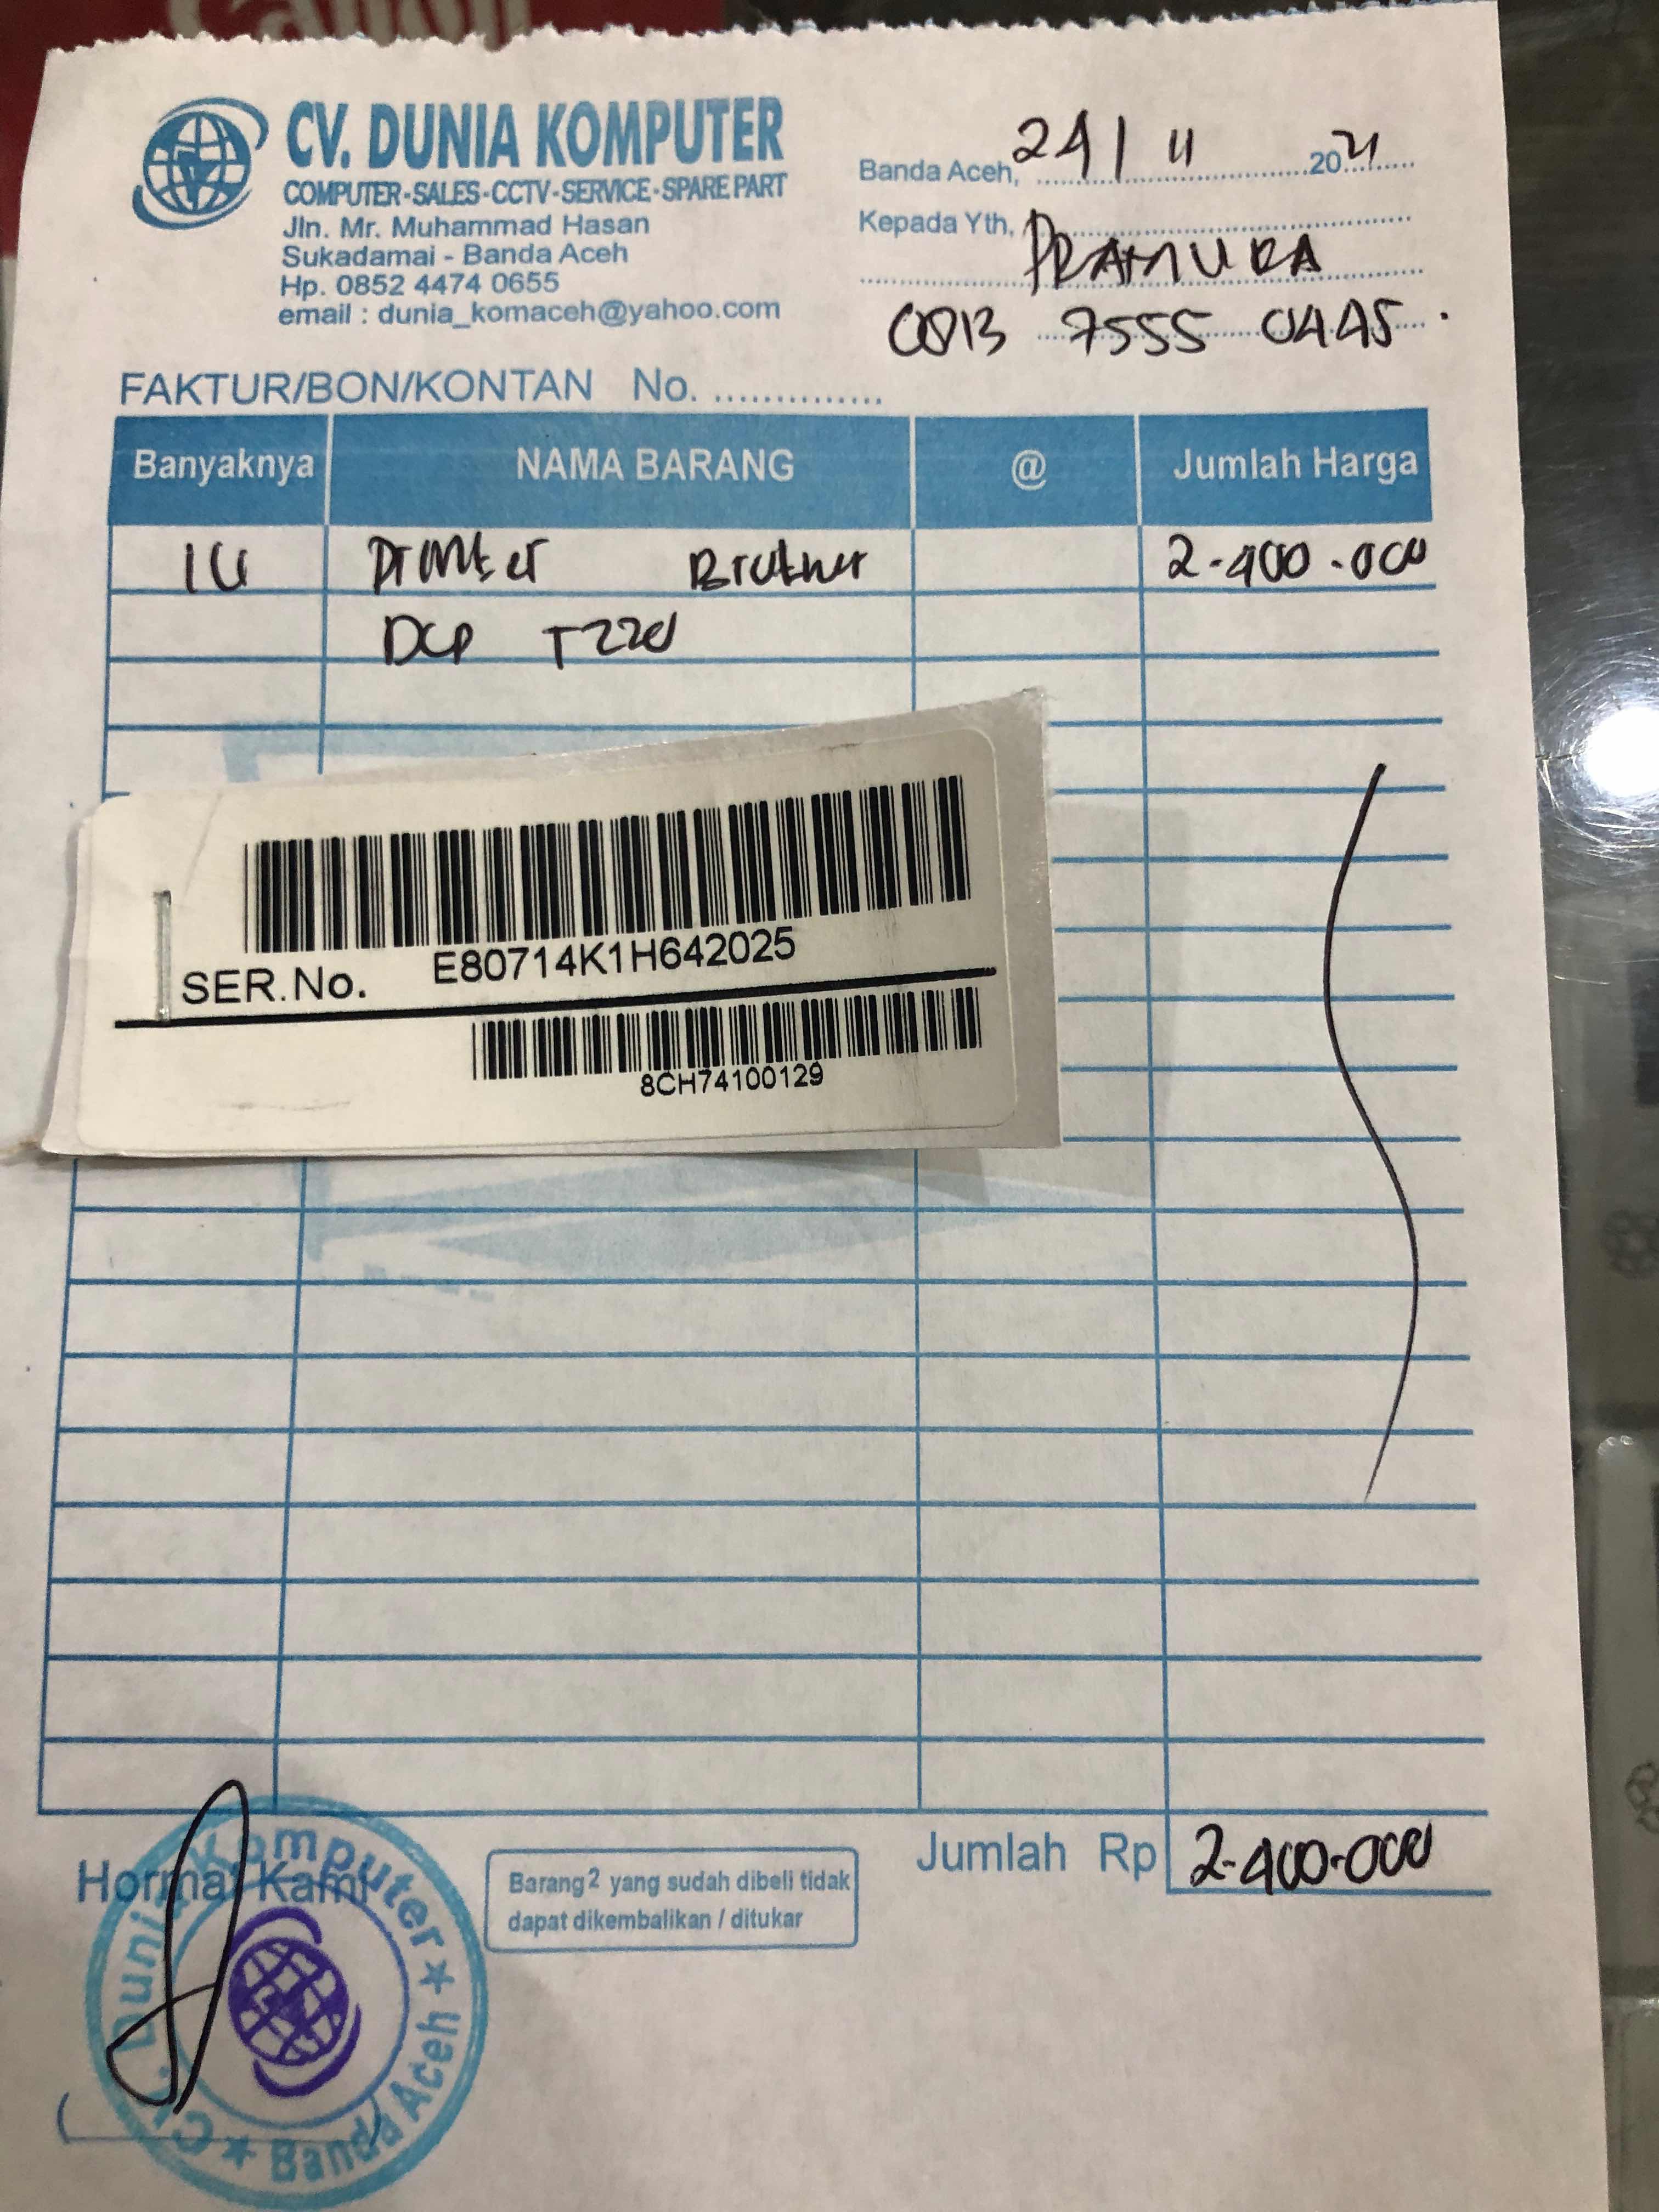 Canon
CV. DUNIA KOMPUTER
COMPUTER-SALES-CCTV-SERVICE-SPARE PART
Jln. Mr. Muhammad Hasan
Sukadamai - Banda Aceh
Hp. 0852 4474 0655
email : dunia_komaceh@yahoo.com
Banda Aceh, 24 / 11 2021
Kepada Yth, PRAMUKA
0813 7555 0445
FAKTUR/BON/KONTAN No. ..............
Banyaknya NAMA BARANG @ Jumlah Harga
1U Printer Brother 2.400.000
DCP T220
SER.No. E80714K1H642025
8CH74100129
Jumlah Rp 2.400.000
Hormat Kami
Barang2 yang sudah dibeli tidak
dapat dikembalikan / ditukar
CV. Dunia Komputer ★ Banda Aceh ★